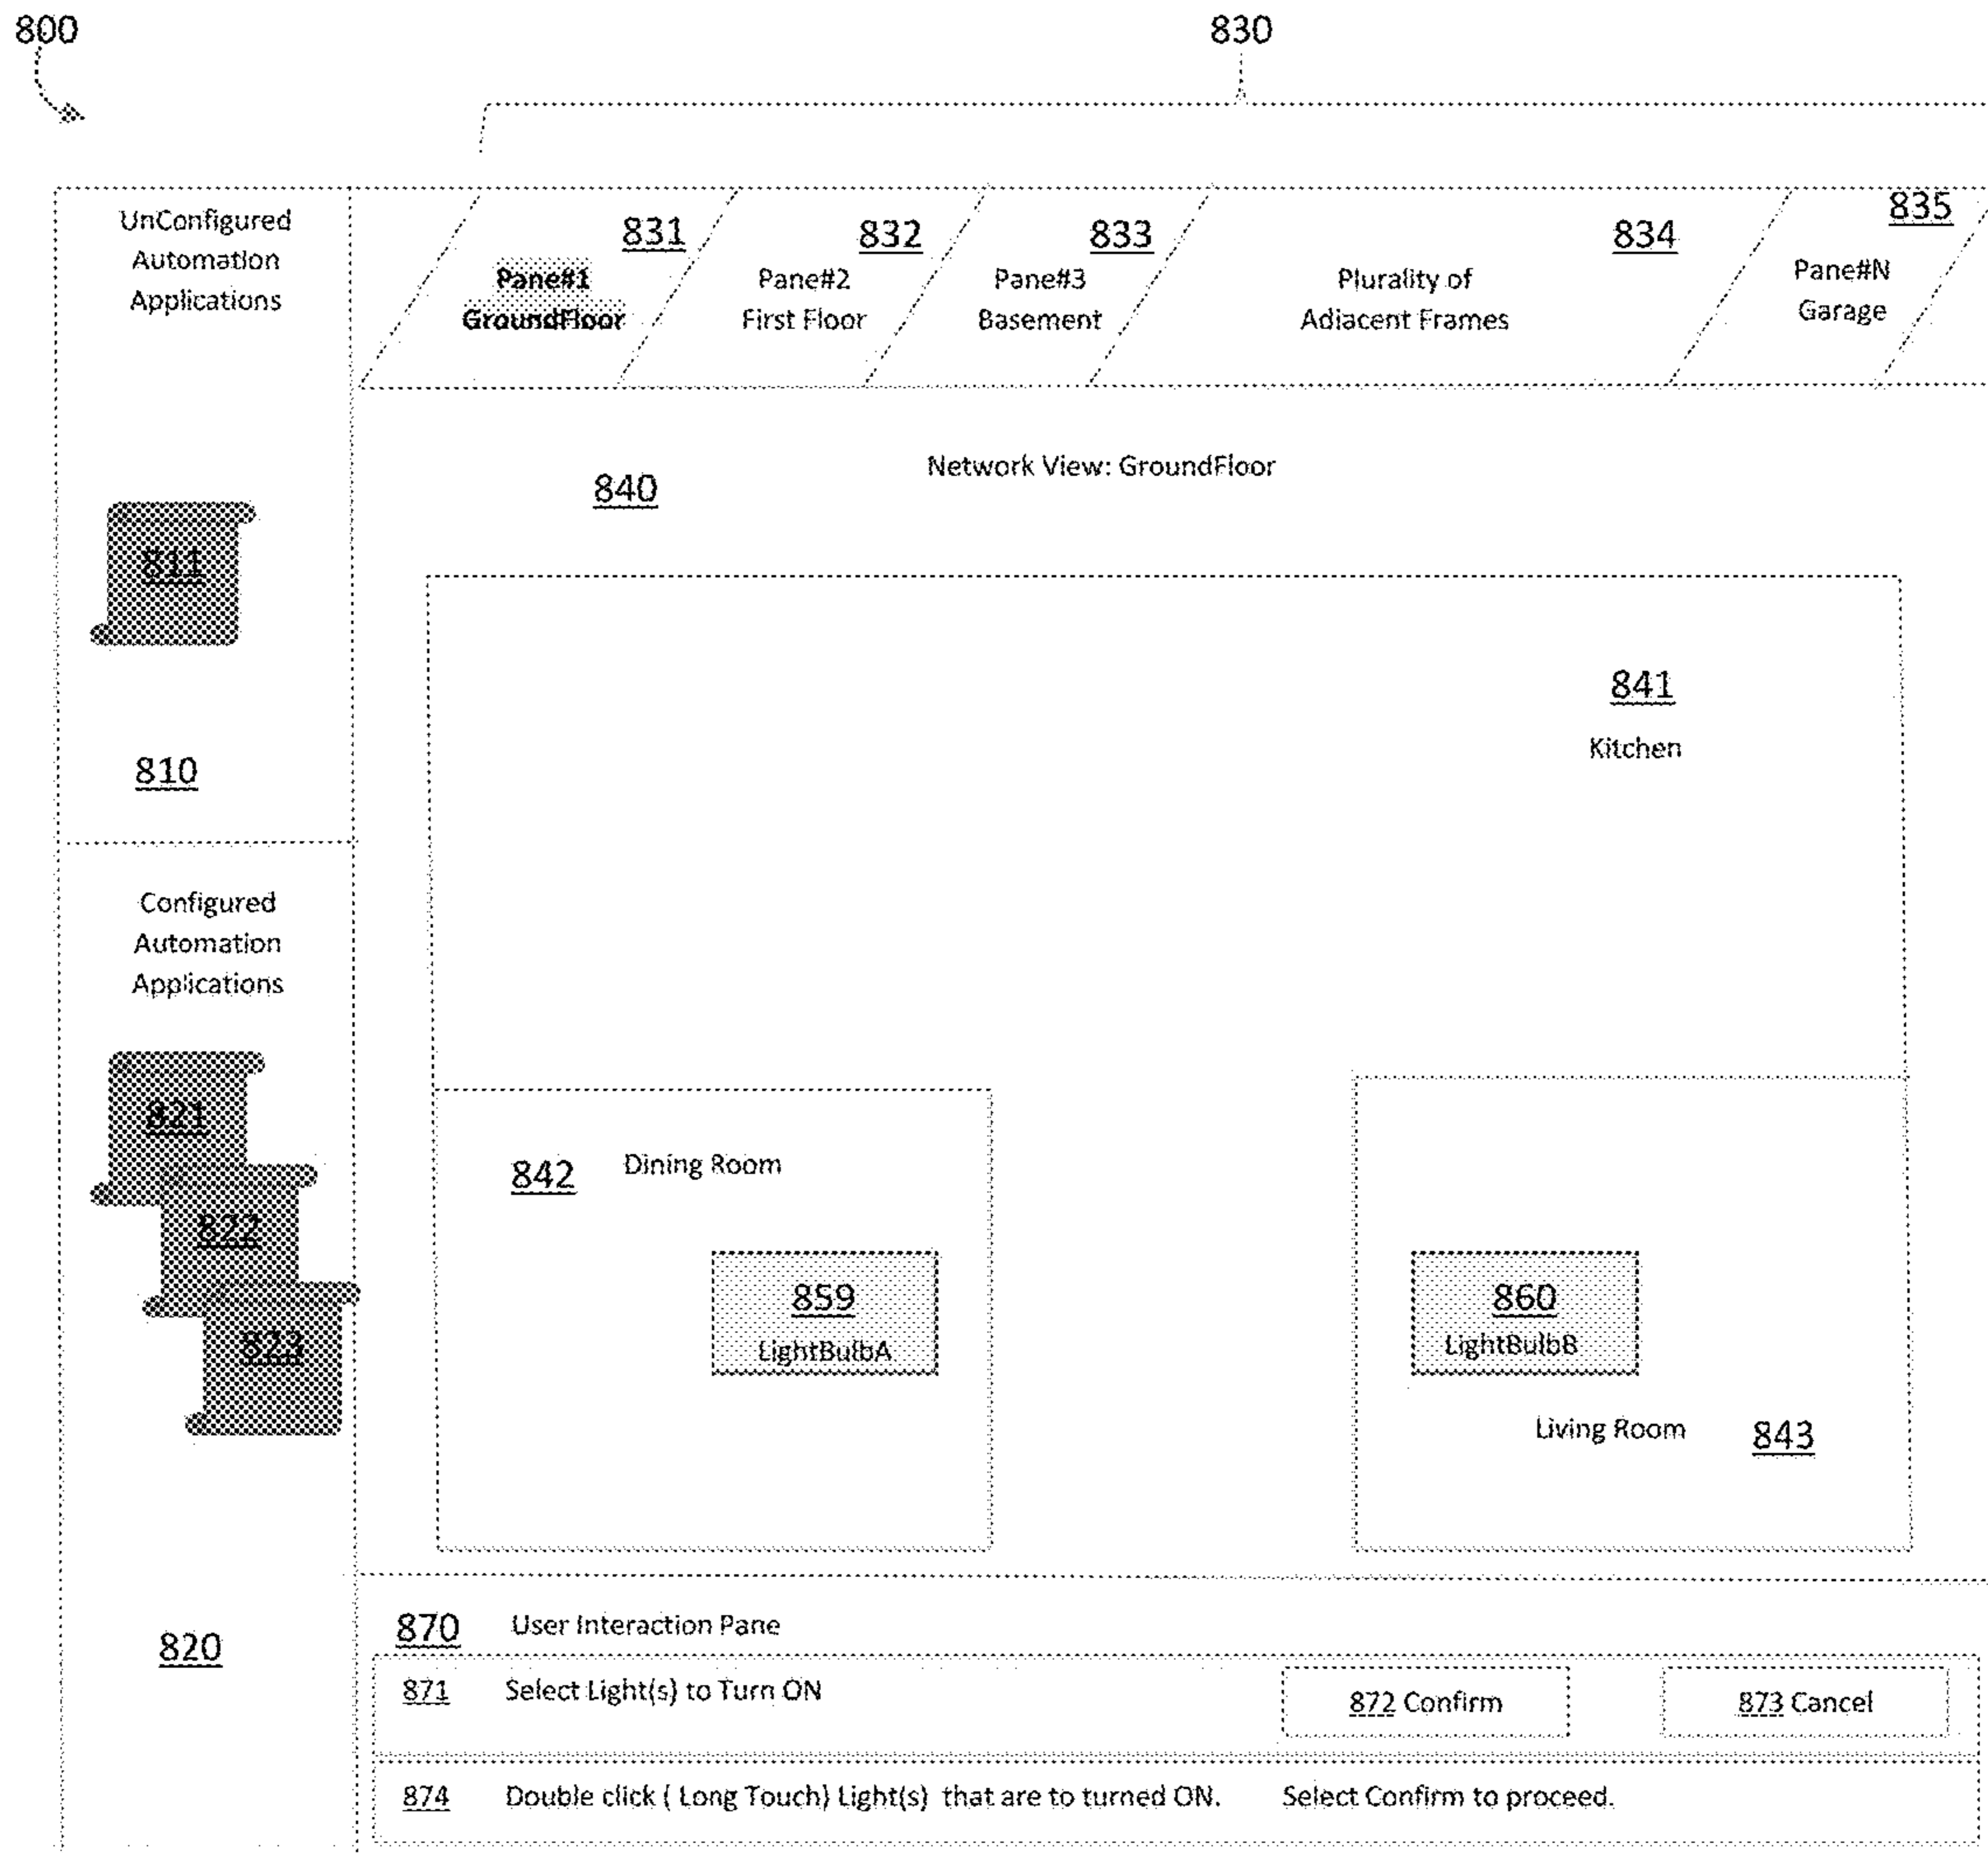 800
830
UnConfigured
Automation
Applications
831
Pane#1
GroundFloor
832
Pane#2
First Floor
833
Pane#3
Basement
834
Plurality of
Adiacent Frames
835
Pane#N
Garage
840
Network View: GroundFloor
811
810
841
Kitchen
Configured
Automation
Applications
821
822
823
820
842 Dining Room
859
LightBulbA
860
LightBulbB
Living Room 843
870 User Interaction Pane
871 Select Light(s) to Turn ON
872 Confirm
873 Cancel
874 Double click ( Long Touch) Light(s) that are to turned ON. Select Confirm to proceed.